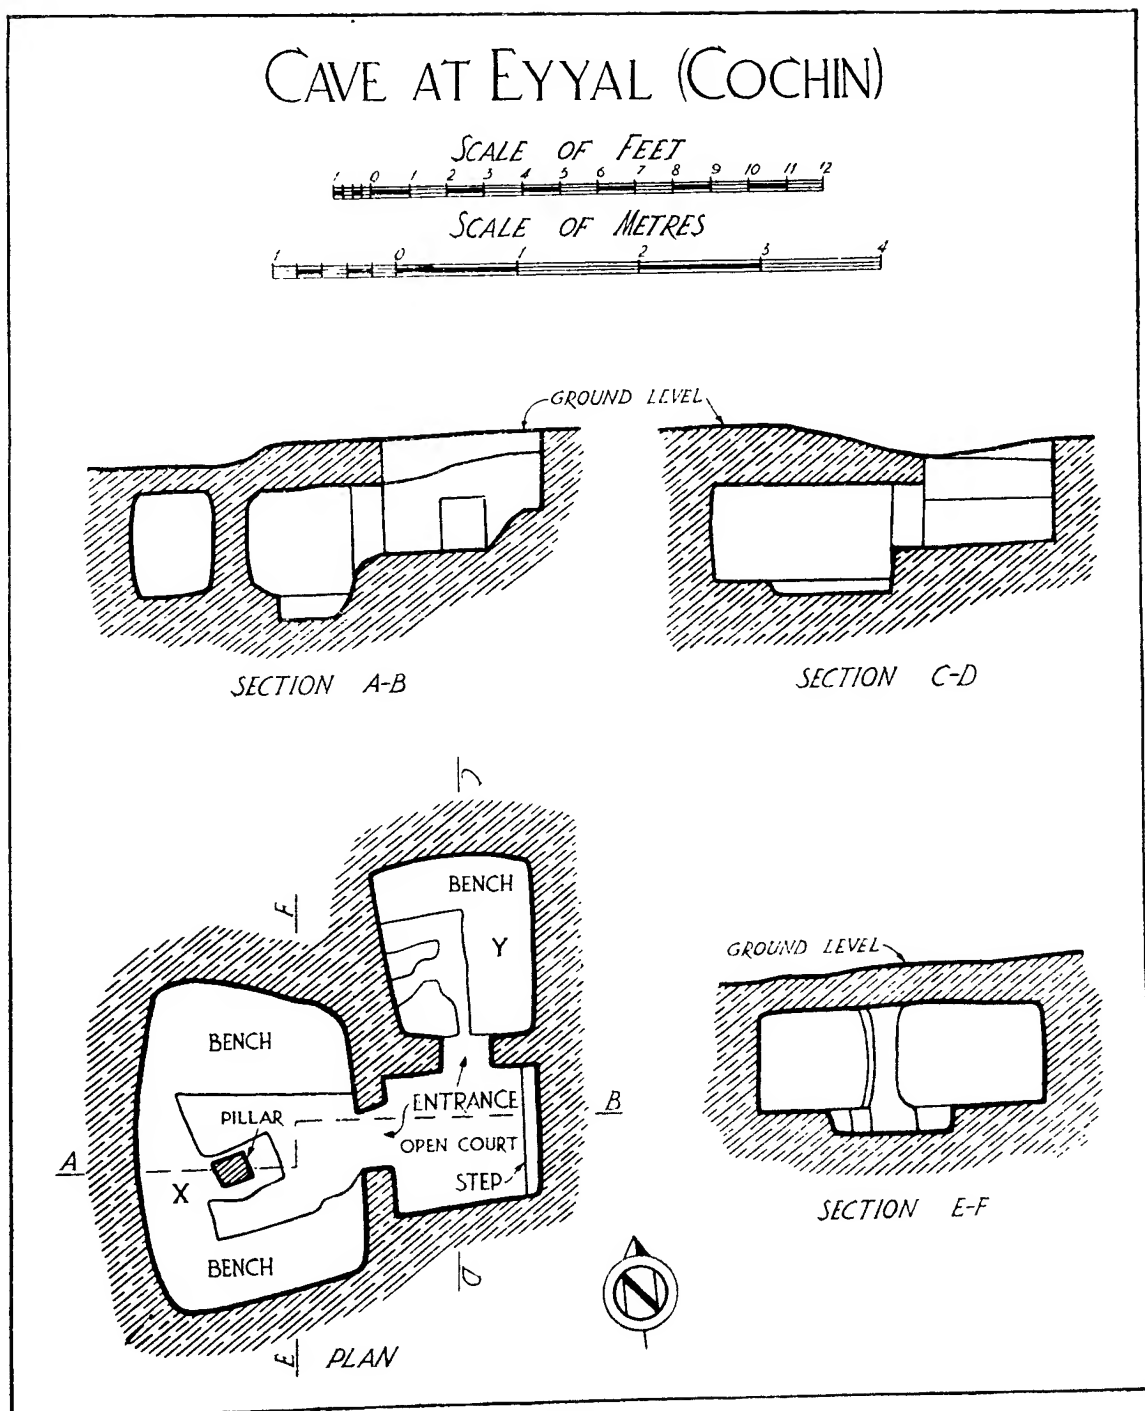 CAVE AT EYYAL (COCHIN)
SCALE OF FEET
1 0 1 2 3 4 5 6 7 8 9 10 11 12
SCALE OF METRES
1 0 1 2 3 4
GROUND LEVEL
SECTION A-B
SECTION C-D
C
F
BENCH
Y
BENCH
PILLAR
ENTRANCE
B
OPEN COURT
A
X
STEP
BENCH
D
E
PLAN
N
GROUND LEVEL
SECTION E-F